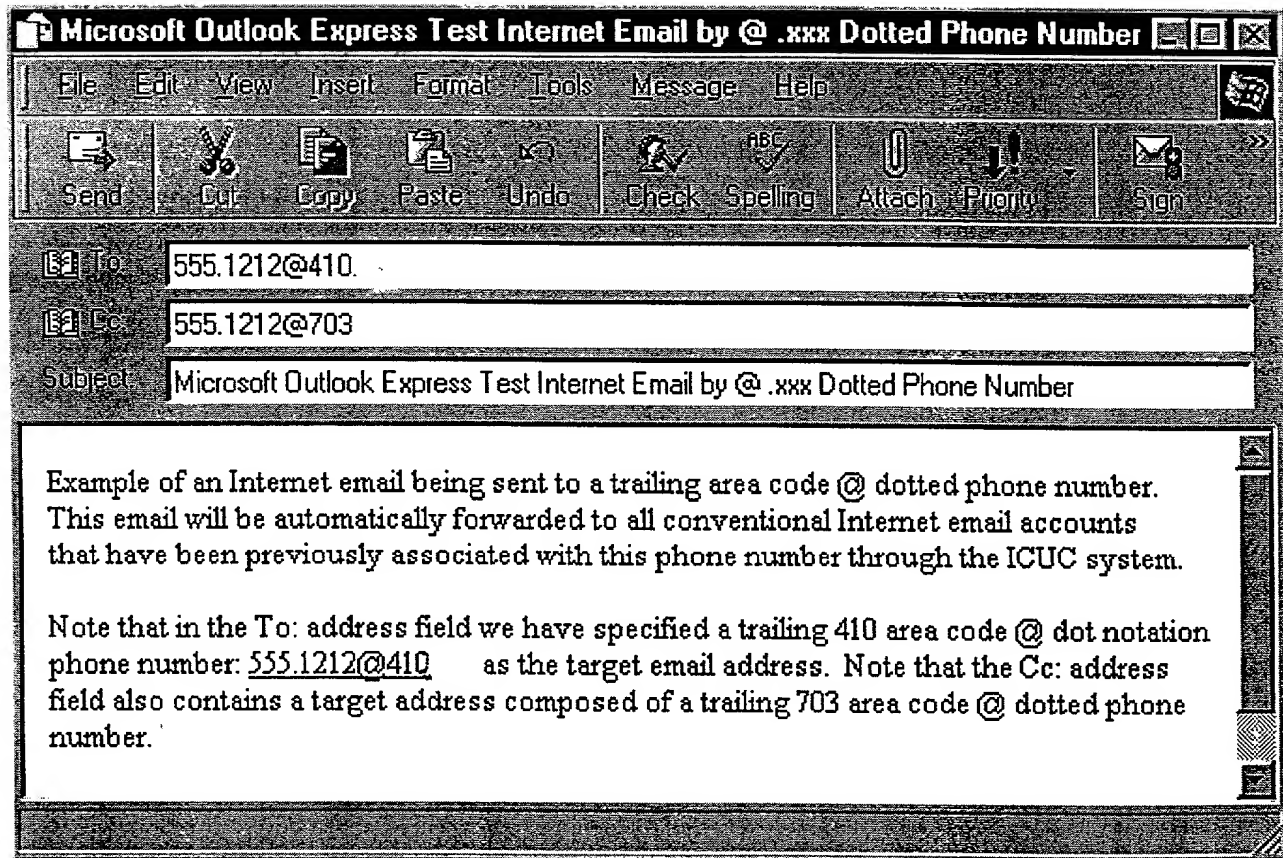 Microsoft Outlook Express Test Internet Email by @ .xxx Dotted Phone Number
File Edit View Insert Format Tools Message Help
ABC
Send Cut Copy Paste Undo Check Spelling Attach Priority Sign
To: 555.1212@410.
Cc: 555.1212@703
Subject: Microsoft Outlook Express Test Internet Email by @ .xxx Dotted Phone Number
Example of an Internet email being sent to a trailing area code @ dotted phone number.
This email will be automatically forwarded to all conventional Internet email accounts
that have been previously associated with this phone number through the ICUC system.
Note that in the To: address field we have specified a trailing 410 area code @ dot notation
phone number: 555.1212@410 as the target email address. Note that the Cc: address
field also contains a target address composed of a trailing 703 area code @ dotted phone
number.